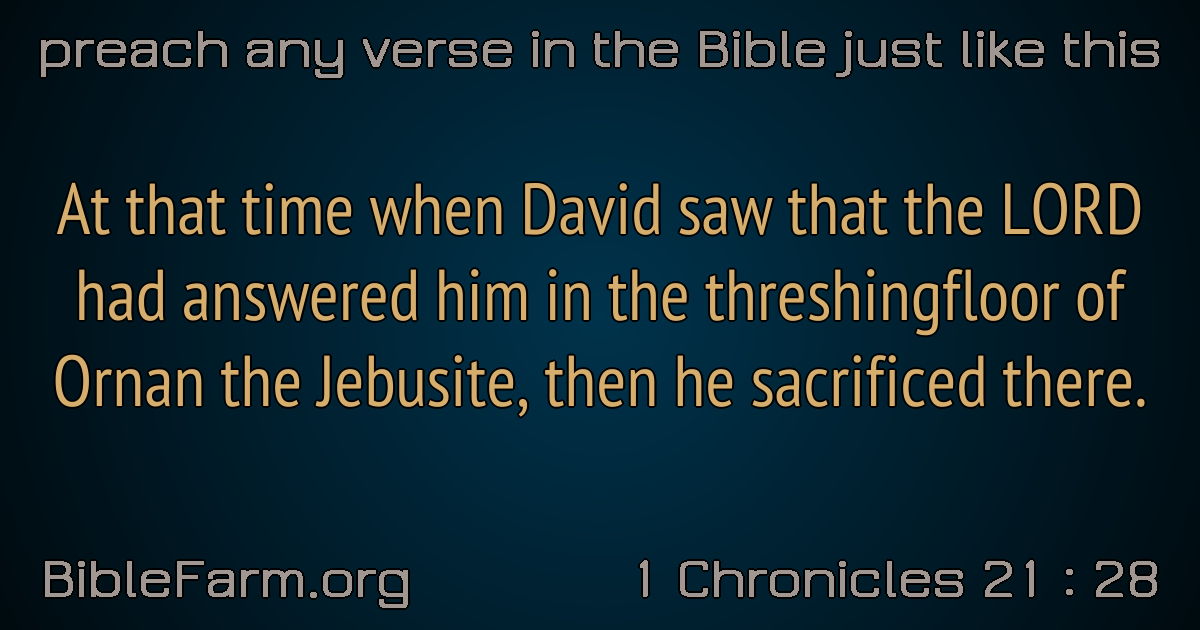 preach any verse in the Bible just like this
At that time when David saw that the LORD
had answered him in the threshingfloor of
Ornan the Jebusite, then he sacrificed there.
BibleFarm.org
1 Chronicles 21 : 28